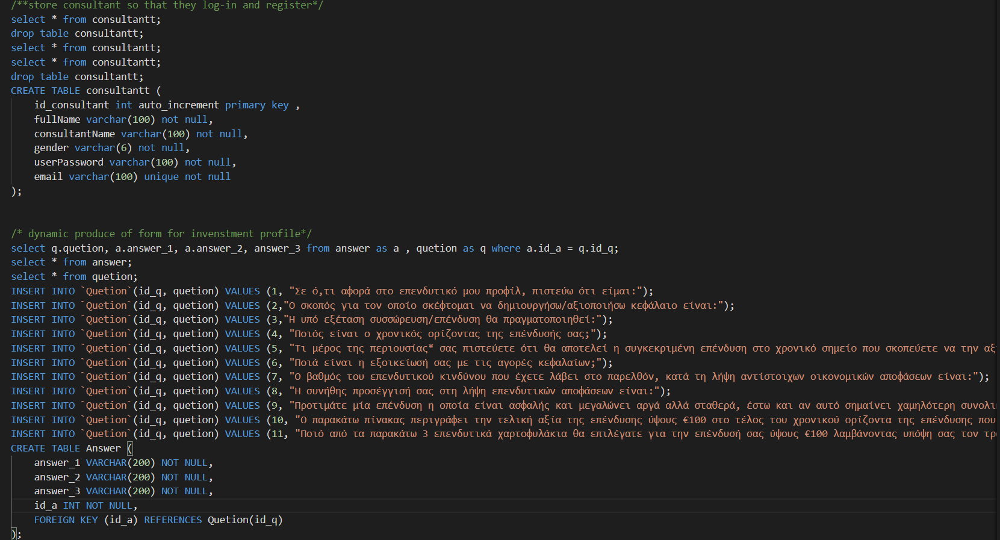 /**store consultant so that they log-in and register*/
select * from consultantt;
drop table consultantt;
select * from consultantt;
select * from consultantt;
drop table consultantt;
CREATE TABLE consultantt (
    id_consultant int auto_increment primary key ,
    fullName varchar(100) not null,
    consultantName varchar(100) not null,
    gender varchar(6) not null,
    userPassword varchar(100) not null,
    email varchar(100) unique not null
);
/* dynamic produce of form for invenstment profile*/
select q.quetion, a.answer_1, a.answer_2, answer_3 from answer as a , quetion as q where a.id_a = q.id_q;
select * from answer;
select * from quetion;
INSERT INTO `Quetion`(id_q, quetion) VALUES (1, "Σε ό,τι αφορά στο επενδυτικό μου προφίλ, πιστεύω ότι είμαι:");
INSERT INTO `Quetion`(id_q, quetion) VALUES (2,"Ο σκοπός για τον οποίο σκέφτομαι να δημιουργήσω/αξιοποιήσω κεφάλαιο είναι:");
INSERT INTO `Quetion`(id_q, quetion) VALUES (3,"Η υπό εξέταση συσσώρευση/επένδυση θα πραγματοποιηθεί:");
INSERT INTO `Quetion`(id_q, quetion) VALUES (4, "Ποιός είναι ο χρονικός ορίζοντας της επένδυσής σας;");
INSERT INTO `Quetion`(id_q, quetion) VALUES (5, "Τι μέρος της περιουσίας* σας πιστεύετε ότι θα αποτελεί η συγκεκριμένη επένδυση στο χρονικό σημείο που σκοπεύετε να την αξ
INSERT INTO `Quetion`(id_q, quetion) VALUES (6, "Ποιά είναι η εξοικείωσή σας με τις αγορές κεφαλαίων;");
INSERT INTO `Quetion`(id_q, quetion) VALUES (7, "Ο βαθμός του επενδυτικού κινδύνου που έχετε λάβει στο παρελθόν, κατά τη λήψη αντίστοιχων οικονομικών αποφάσεων είναι:");
INSERT INTO `Quetion`(id_q, quetion) VALUES (8, "Η συνήθης προσέγγισή σας στη λήψη επενδυτικών αποφάσεων είναι:");
INSERT INTO `Quetion`(id_q, quetion) VALUES (9, "Προτιμάτε μία επένδυση η οποία είναι ασφαλής και μεγαλώνει αργά αλλά σταθερά, έστω και αν αυτό σημαίνει χαμηλότερη συνολι
INSERT INTO `Quetion`(id_q, quetion) VALUES (10, "Ο παρακάτω πίνακας περιγράφει την τελική αξία της επένδυσης ύψους €100 στο τέλος του χρονικού ορίζοντα της επένδυσης που
INSERT INTO `Quetion`(id_q, quetion) VALUES (11, "Ποιό από τα παρακάτω 3 επενδυτικά χαρτοφυλάκια θα επιλέγατε για την επένδυσή σας ύψους €100 λαμβάνοντας υπόψη σας τον τρ
CREATE TABLE Answer (
    answer_1 VARCHAR(200) NOT NULL,
    answer_2 VARCHAR(200) NOT NULL,
    answer_3 VARCHAR(200) NOT NULL,
    id_a INT NOT NULL,
    FOREIGN KEY (id_a) REFERENCES Quetion(id_q)
);